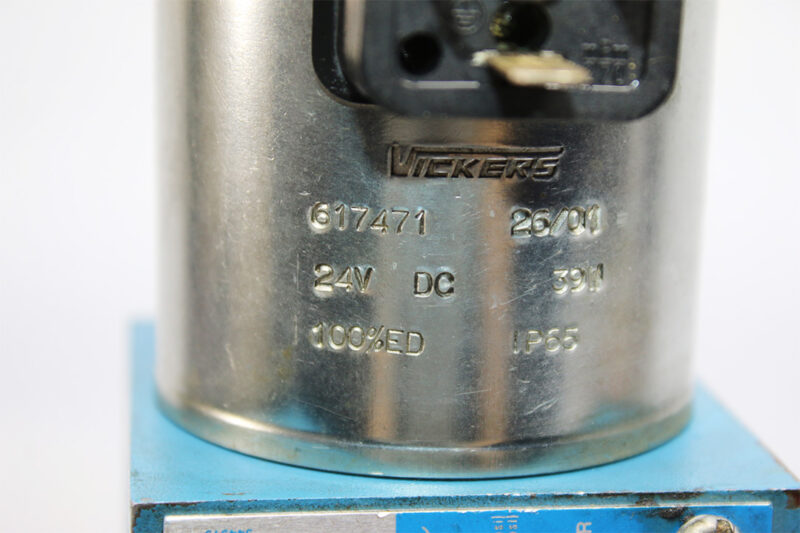 VICKERS
617471 26/01
24V DC 39W
100%ED IP65
R